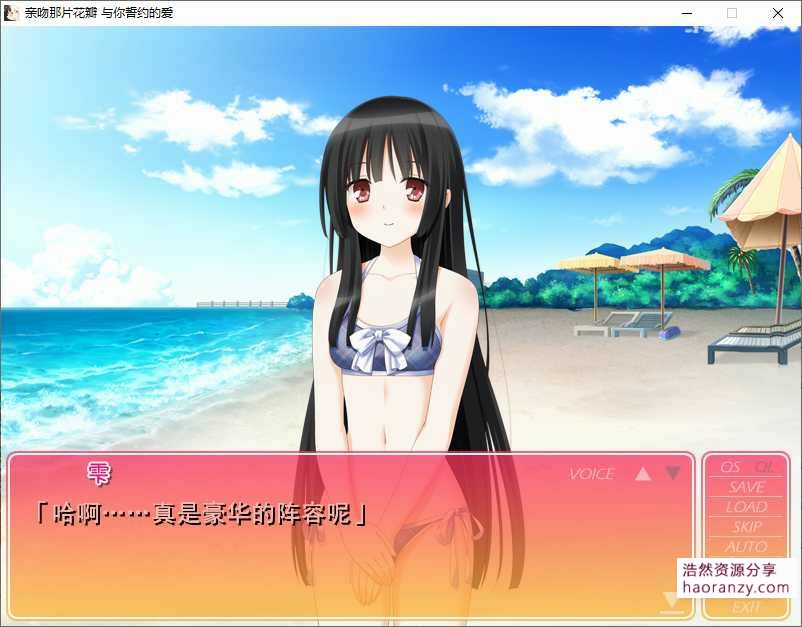 亲吻那片花瓣 与你誓约的爱
雫
VOICE
「哈啊……真是豪华的阵容呢」
QS QL
SAVE
LOAD
SKIP
AUTO
浩然资源分享
haoranzy.com
EXIT